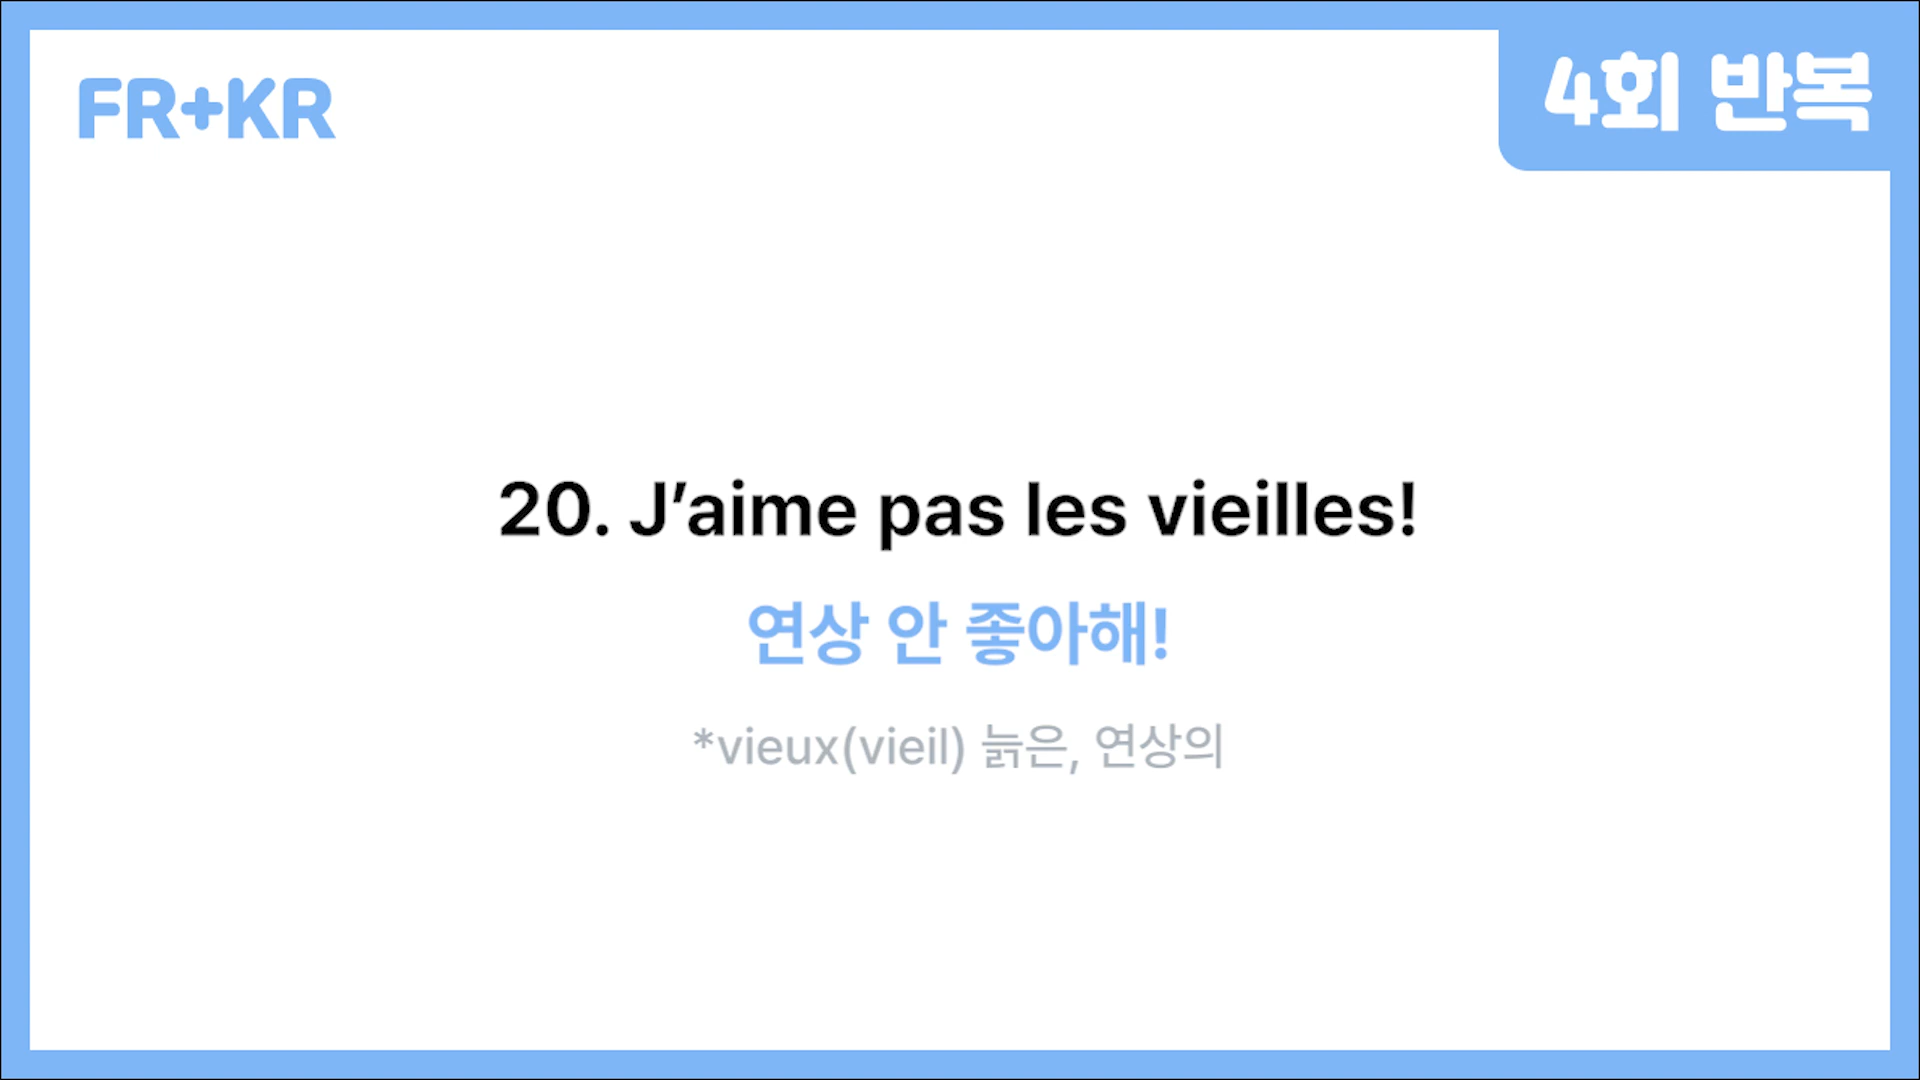 FR+KR
4회 반복
20. J’aime pas les vieilles!
연상 안 좋아해!
*vieux(vieil) 늙은, 연상의